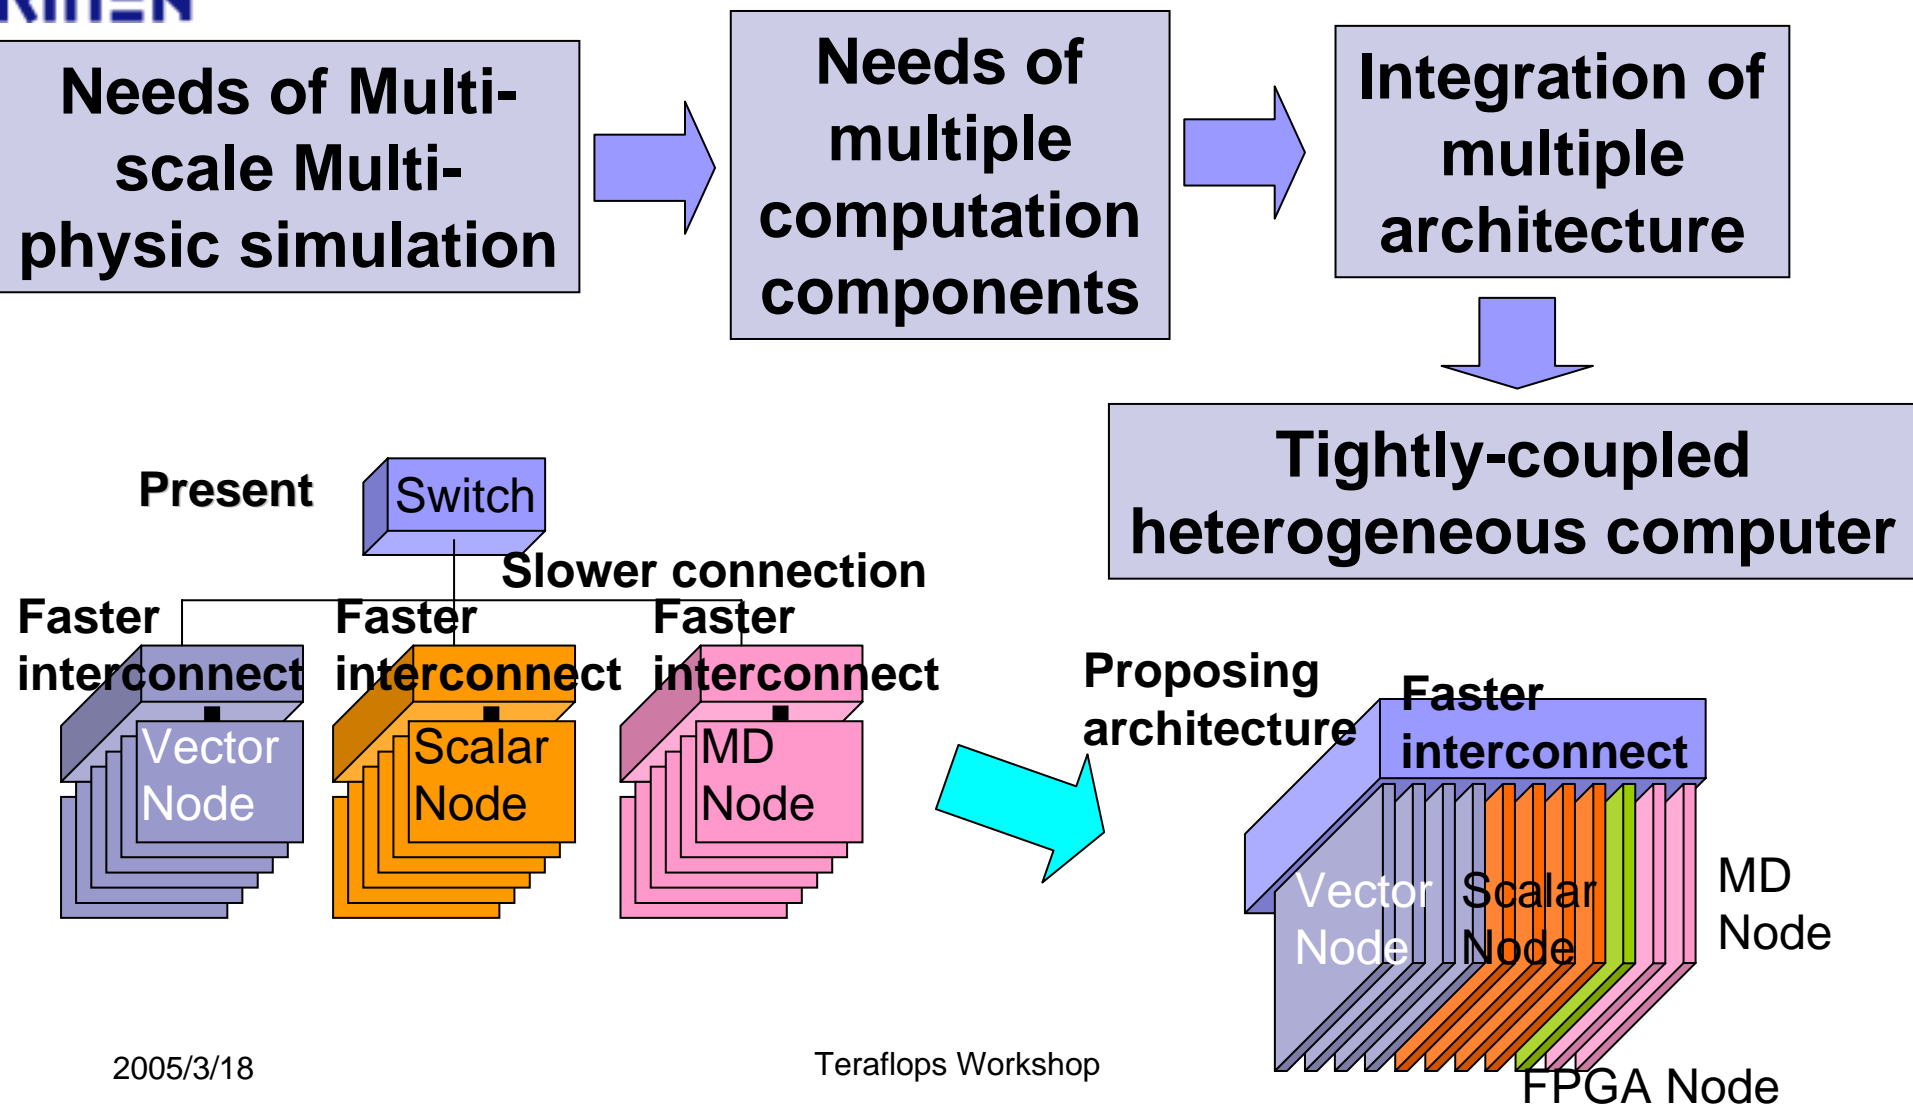 RIKEN
Needs of Multi-
scale Multi-
physic simulation
Needs of
multiple
computation
components
Integration of
multiple
architecture
Tightly-coupled
heterogeneous computer
Present
Switch
Slower connection
Faster
interconnect
Faster
interconnect
Faster
interconnect
Vector
Node
Scalar
Node
MD
Node
Proposing
architecture
Faster
interconnect
Vector
Node
Scalar
Node
MD
Node
FPGA Node
2005/3/18
Teraflops Workshop